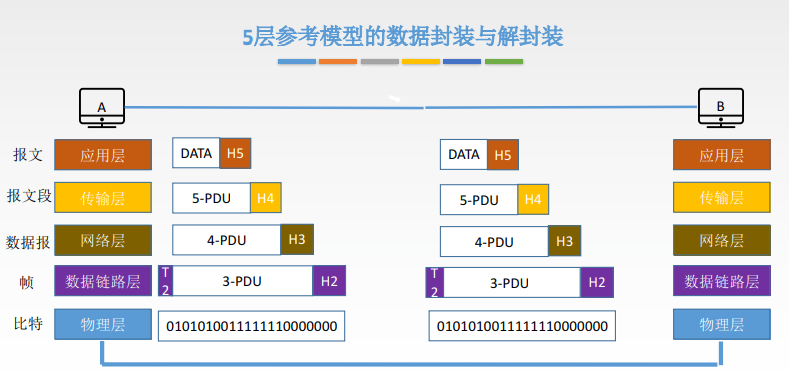 5层参考模型的数据封装与解封装
A
B
报文 应用层 DATA H5 DATA H5 应用层
报文段 传输层 5-PDU H4 5-PDU H4 传输层
数据报 网络层 4-PDU H3 4-PDU H3 网络层
帧 数据链路层 T2 3-PDU H2 T2 3-PDU H2 数据链路层
比特 物理层 0101010011111110000000 0101010011111110000000 物理层